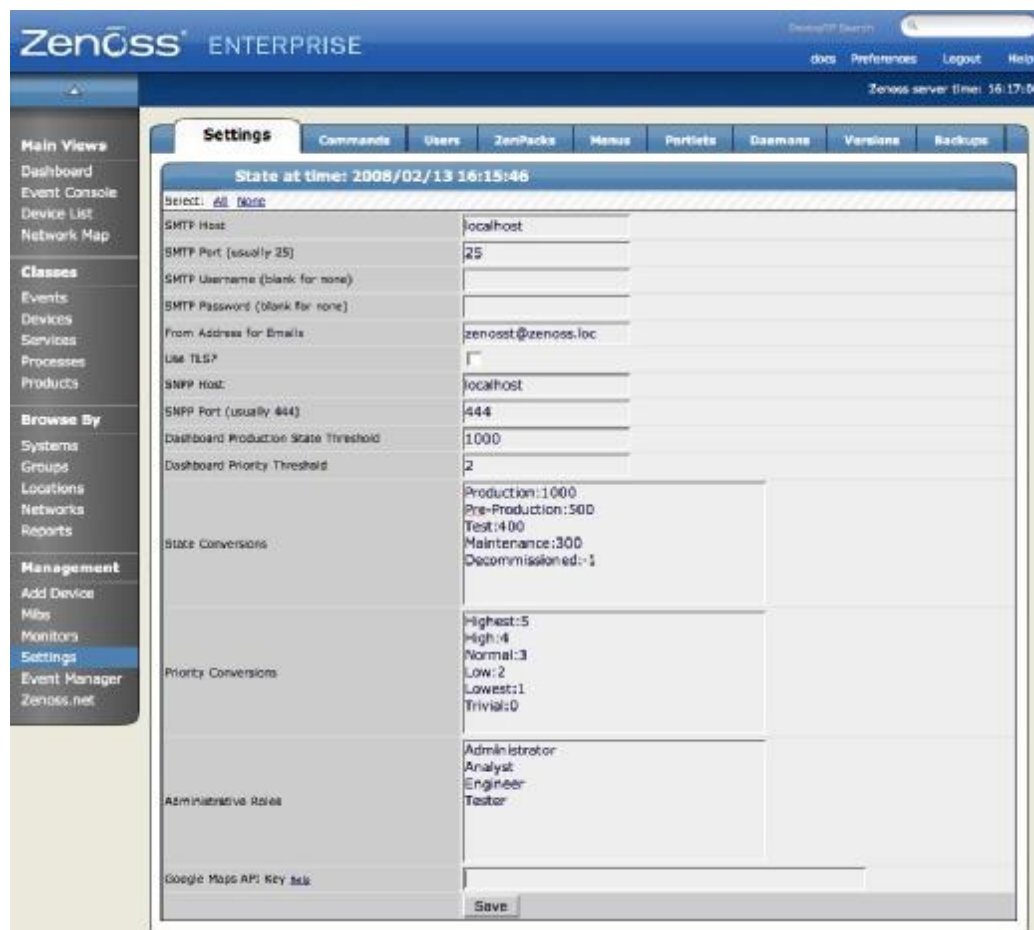 Zenōss ENTERPRISE
Device/IP Search
docs Preferences Logout Help
Zenoss server time: 16:17:0
Main Views
Dashboard
Event Console
Device List
Network Map
Classes
Events
Devices
Services
Processes
Products
Browse By
Systems
Groups
Locations
Networks
Reports
Management
Add Device
Mibs
Monitors
Settings
Event Manager
Zenoss.net
Settings Commands Users ZenPacks Menus Portlets Daemons Versions Backups
State at time: 2008/02/13 16:15:46
Select: All None
SMTP Host localhost
SMTP Port (usually 25) 25
SMTP Username (blank for none)
SMTP Password (blank for none)
From Address for Emails zenosst@zenoss.loc
Use TLS?
SNPP Host localhost
SNPP Port (usually 444) 444
Dashboard Production State Threshold 1000
Dashboard Priority Threshold 2
State Conversions
Production:1000
Pre-Production:500
Test:400
Maintenance:300
Decommissioned:-1
Priority Conversions
Highest:5
High:4
Normal:3
Low:2
Lowest:1
Trivial:0
Administrative Roles
Administrator
Analyst
Engineer
Tester
Google Maps API Key help
Save